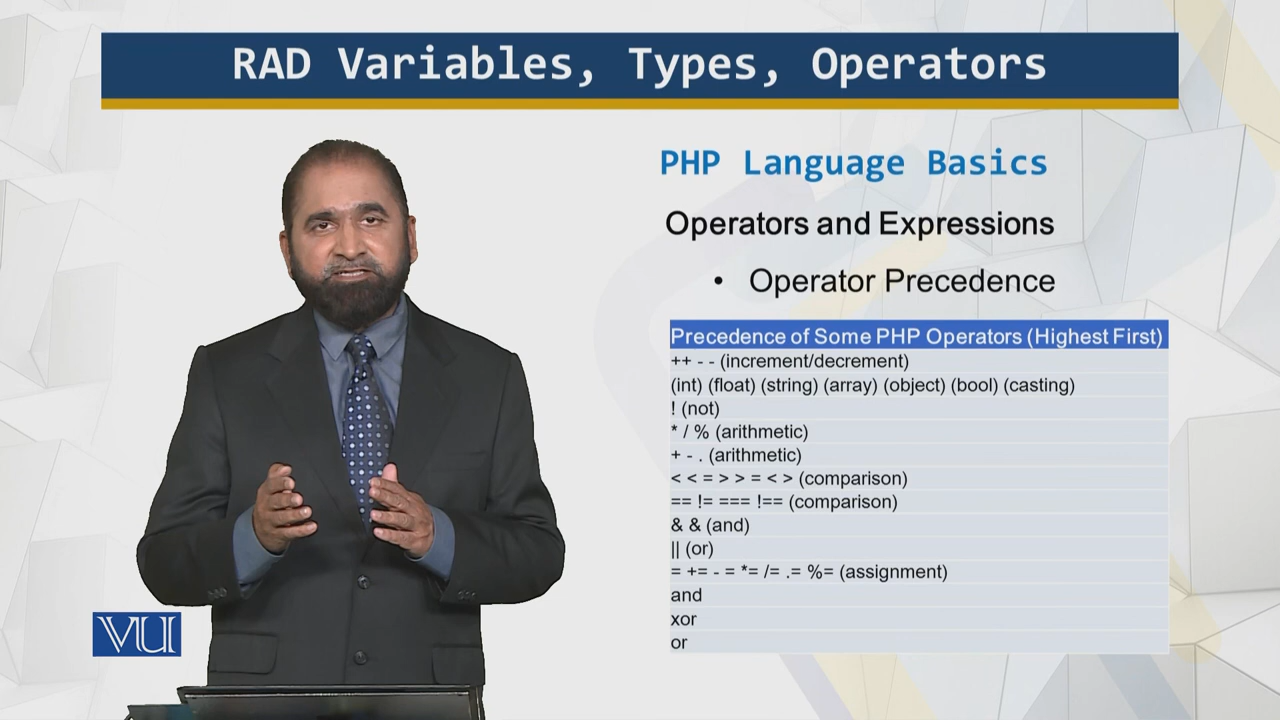 RAD Variables, Types, Operators
PHP Language Basics
Operators and Expressions
• Operator Precedence
Precedence of Some PHP Operators (Highest First)
++ - - (increment/decrement)
(int) (float) (string) (array) (object) (bool) (casting)
! (not)
* / % (arithmetic)
+ - . (arithmetic)
< < = > > = < > (comparison)
== != === !== (comparison)
& & (and)
|| (or)
= += - = *= /= .= %= (assignment)
and
xor
or
VU